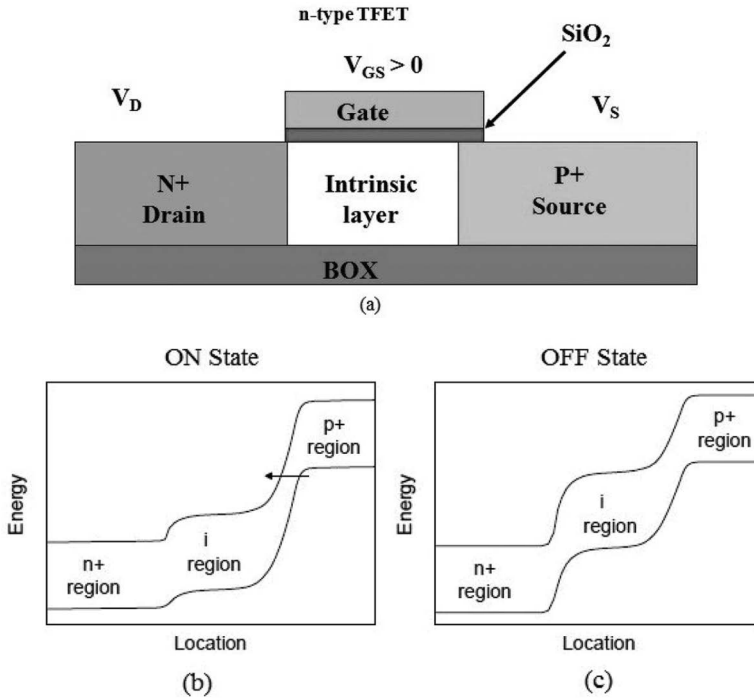 n-type TFET
SiO₂
V_GS > 0
V_D
V_S
Gate
N+
Drain
Intrinsic
layer
P+
Source
BOX
(a)
ON State
OFF State
Energy
p+
region
i
region
n+
region
Location
(b)
Energy
p+
region
i
region
n+
region
Location
(c)